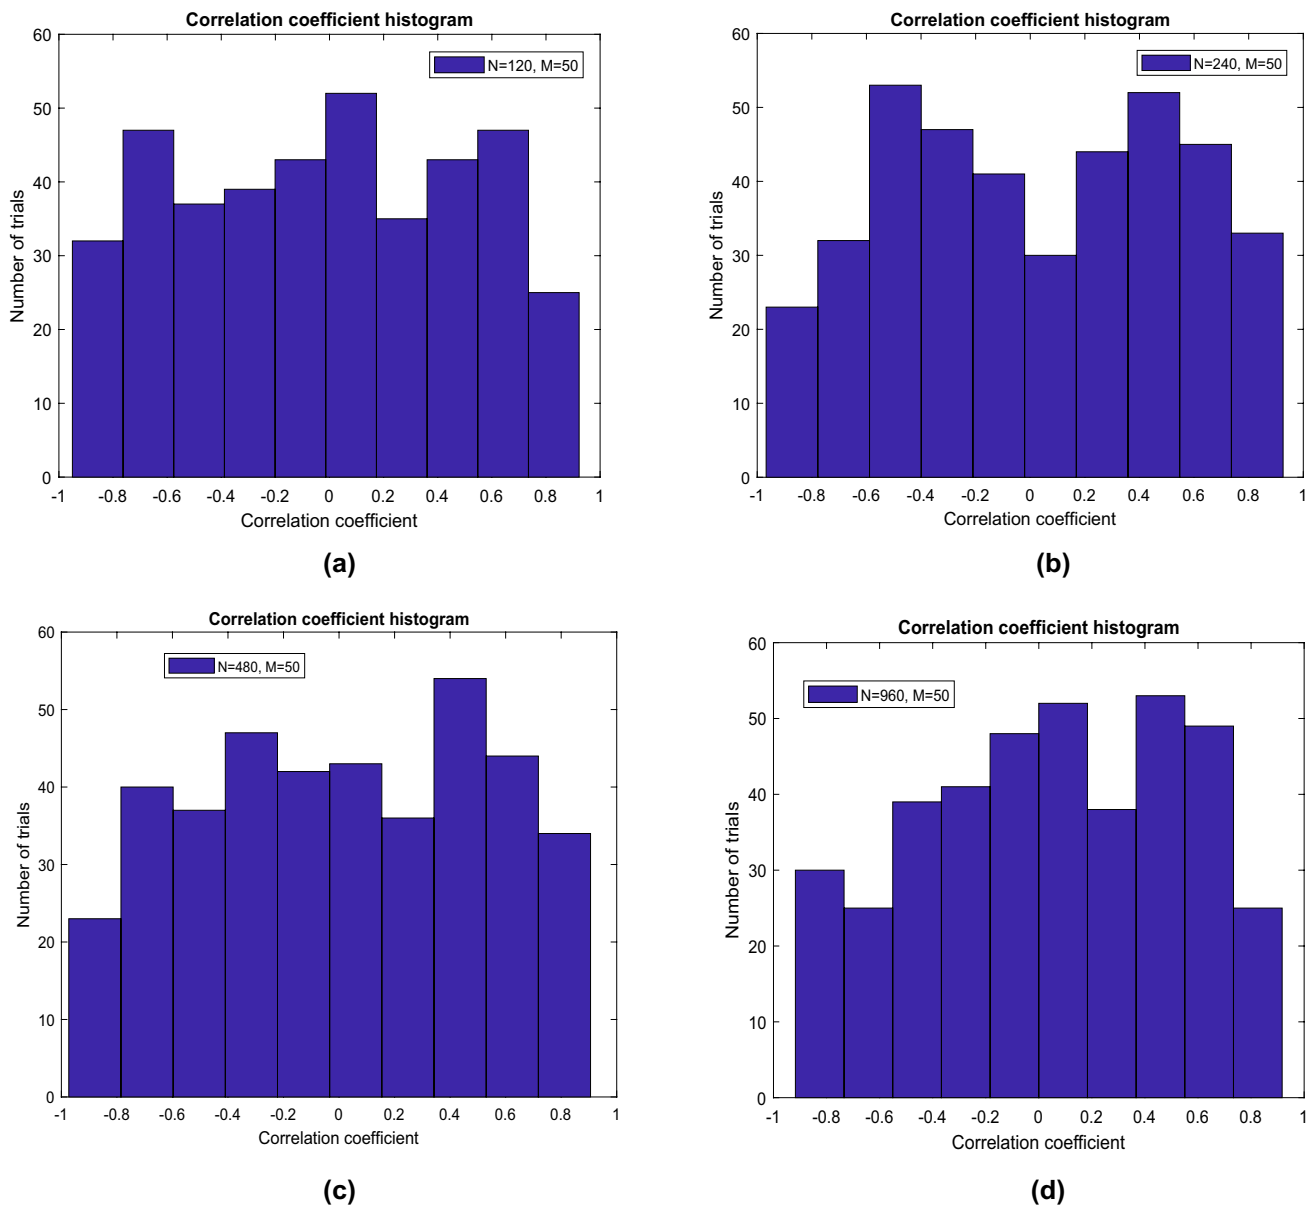 Correlation coefficient histogram
60
50
40
30
20
10
0
N=120, M=50
Number of trials
-1 -0.8 -0.6 -0.4 -0.2 0 0.2 0.4 0.6 0.8 1
Correlation coefficient
(a)
Correlation coefficient histogram
60
50
40
30
20
10
0
N=240, M=50
Number of trials
-1 -0.8 -0.6 -0.4 -0.2 0 0.2 0.4 0.6 0.8 1
Correlation coefficient
(b)
Correlation coefficient histogram
60
50
40
30
20
10
0
N=480, M=50
Number of trials
-1 -0.8 -0.6 -0.4 -0.2 0 0.2 0.4 0.6 0.8 1
Correlation coefficient
(c)
Correlation coefficient histogram
60
50
40
30
20
10
0
N=960, M=50
Number of trials
-1 -0.8 -0.6 -0.4 -0.2 0 0.2 0.4 0.6 0.8 1
Correlation coefficient
(d)